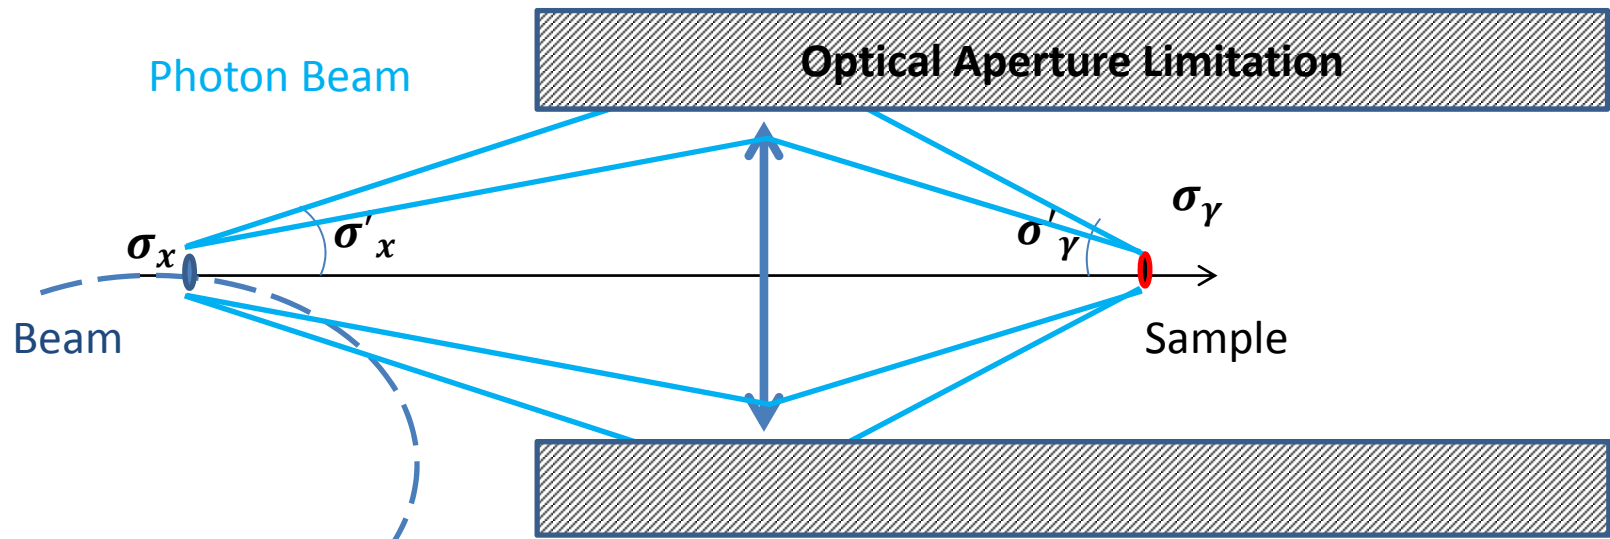 Optical Aperture Limitation
Photon Beam
σγ
σx
σ′x
σ′γ
Beam
Sample